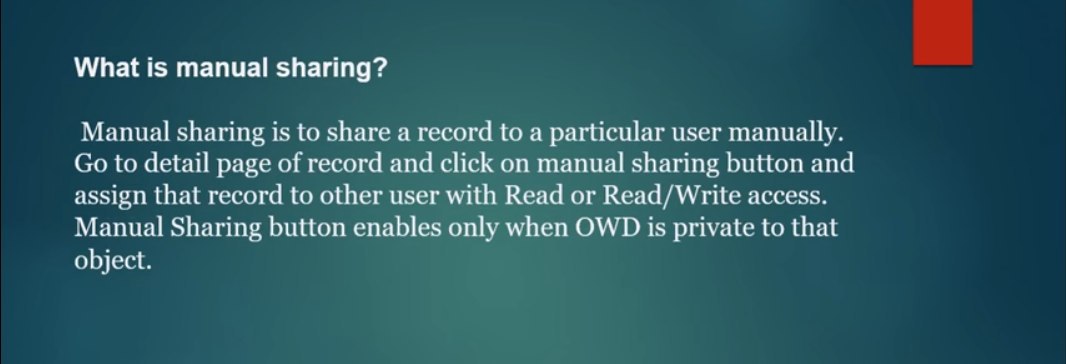 What is manual sharing?
Manual sharing is to share a record to a particular user manually.
Go to detail page of record and click on manual sharing button and
assign that record to other user with Read or Read/Write access.
Manual Sharing button enables only when OWD is private to that
object.